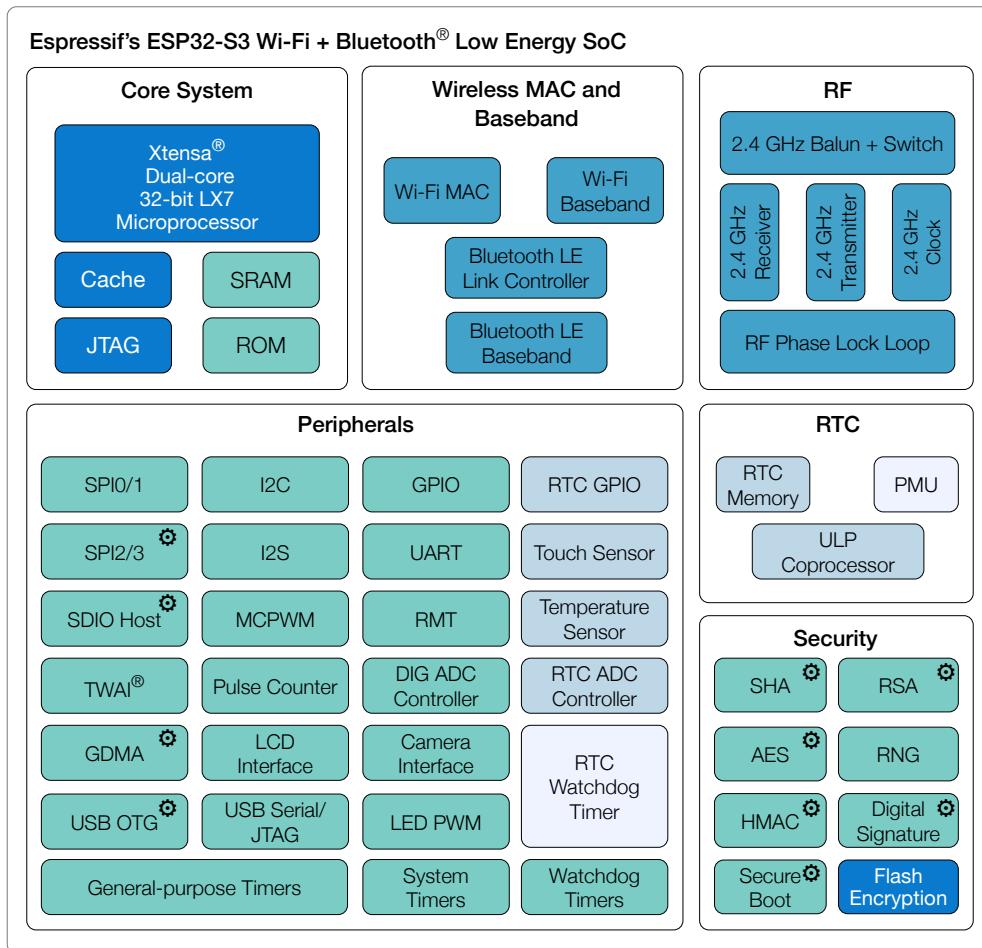 Espressif's ESP32-S3 Wi-Fi + Bluetooth® Low Energy SoC
Core System
Xtensa®
Dual-core
32-bit LX7
Microprocessor
Cache
SRAM
JTAG
ROM
Wireless MAC and
Baseband
Wi-Fi MAC
Wi-Fi
Baseband
Bluetooth LE
Link Controller
Bluetooth LE
Baseband
RF
2.4 GHz Balun + Switch
2.4 GHz
Receiver
2.4 GHz
Transmitter
2.4 GHz
Clock
RF Phase Lock Loop
Peripherals
SPI0/1
I2C
GPIO
RTC GPIO
SPI2/3
I2S
UART
Touch Sensor
SDIO Host
MCPWM
RMT
Temperature
Sensor
TWAI®
Pulse Counter
DIG ADC
Controller
RTC ADC
Controller
GDMA
LCD
Interface
Camera
Interface
RTC
Watchdog
Timer
USB OTG
USB Serial/
JTAG
LED PWM
General-purpose Timers
System
Timers
Watchdog
Timers
RTC
RTC
Memory
PMU
ULP
Coprocessor
Security
SHA
RSA
AES
RNG
HMAC
Digital
Signature
Secure
Boot
Flash
Encryption